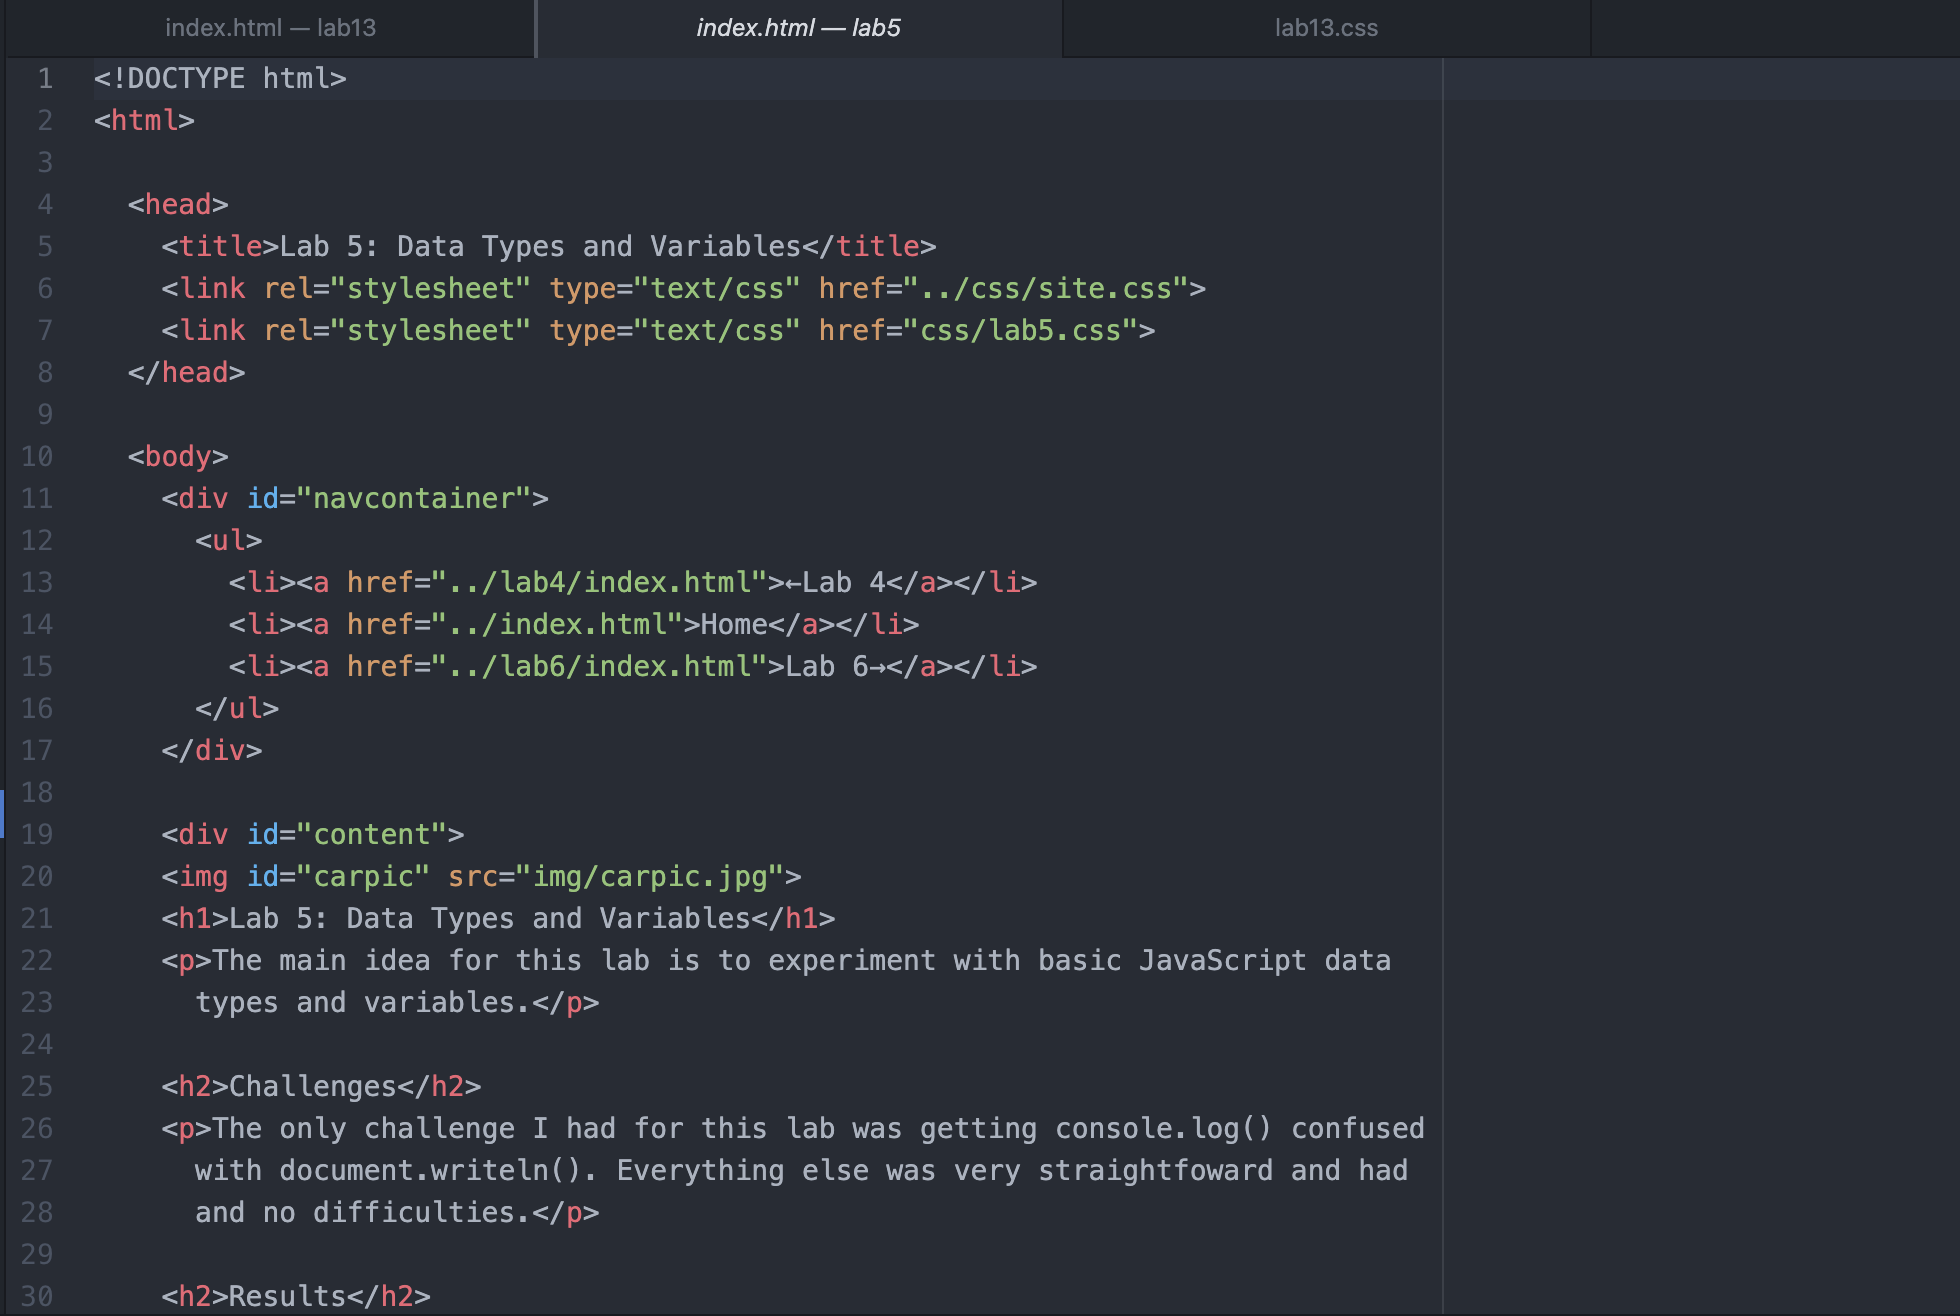 index.html — lab13
index.html — lab5
lab13.css
1 <!DOCTYPE html>
2 <html>
3
4 <head>
5 <title>Lab 5: Data Types and Variables</title>
6 <link rel="stylesheet" type="text/css" href="../css/site.css">
7 <link rel="stylesheet" type="text/css" href="css/lab5.css">
8 </head>
9
10 <body>
11 <div id="navcontainer">
12 <ul>
13 <li><a href="../lab4/index.html">←Lab 4</a></li>
14 <li><a href="../index.html">Home</a></li>
15 <li><a href="../lab6/index.html">Lab 6→</a></li>
16 </ul>
17 </div>
18
19 <div id="content">
20 <img id="carpic" src="img/carpic.jpg">
21 <h1>Lab 5: Data Types and Variables</h1>
22 <p>The main idea for this lab is to experiment with basic JavaScript data
23 types and variables.</p>
24
25 <h2>Challenges</h2>
26 <p>The only challenge I had for this lab was getting console.log() confused
27 with document.writeln(). Everything else was very straightfoward and had
28 and no difficulties.</p>
29
30 <h2>Results</h2>